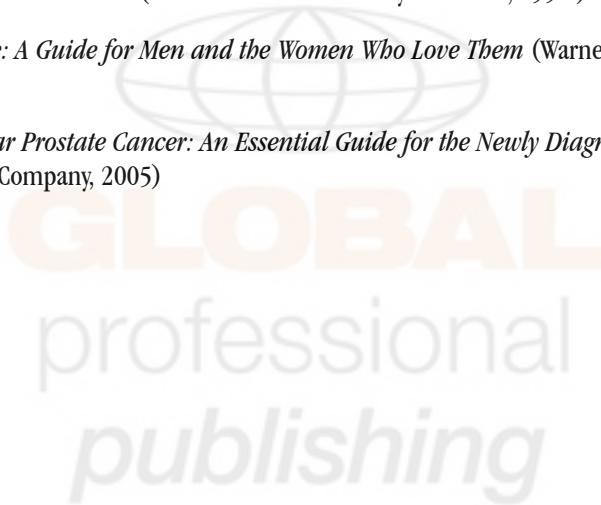 : A Guide for Men and the Women Who Love Them (Warne
ar Prostate Cancer: An Essential Guide for the Newly Diagn
Company, 2005)
GLOBAL
professional
publishing